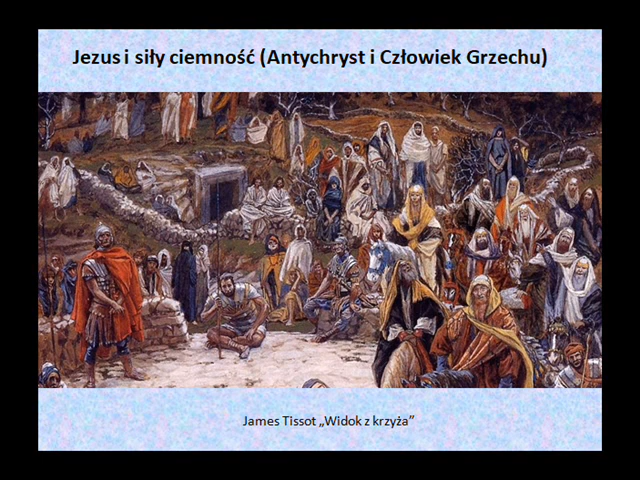 Jezus i siły ciemność (Antychryst i Człowiek Grzechu)
James Tissot „Widok z krzyża”